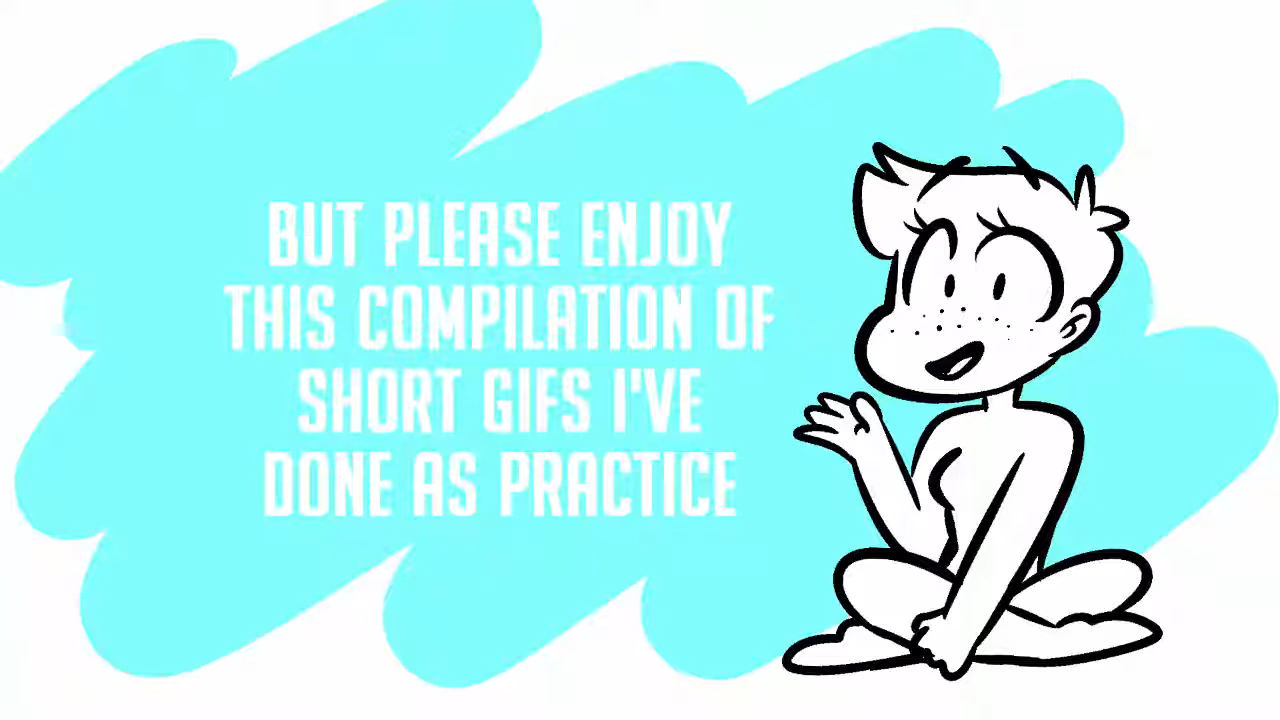 BUT PLEASE ENJOY
THIS COMPILATION OF
SHORT GIFS I'VE
DONE AS PRACTICE